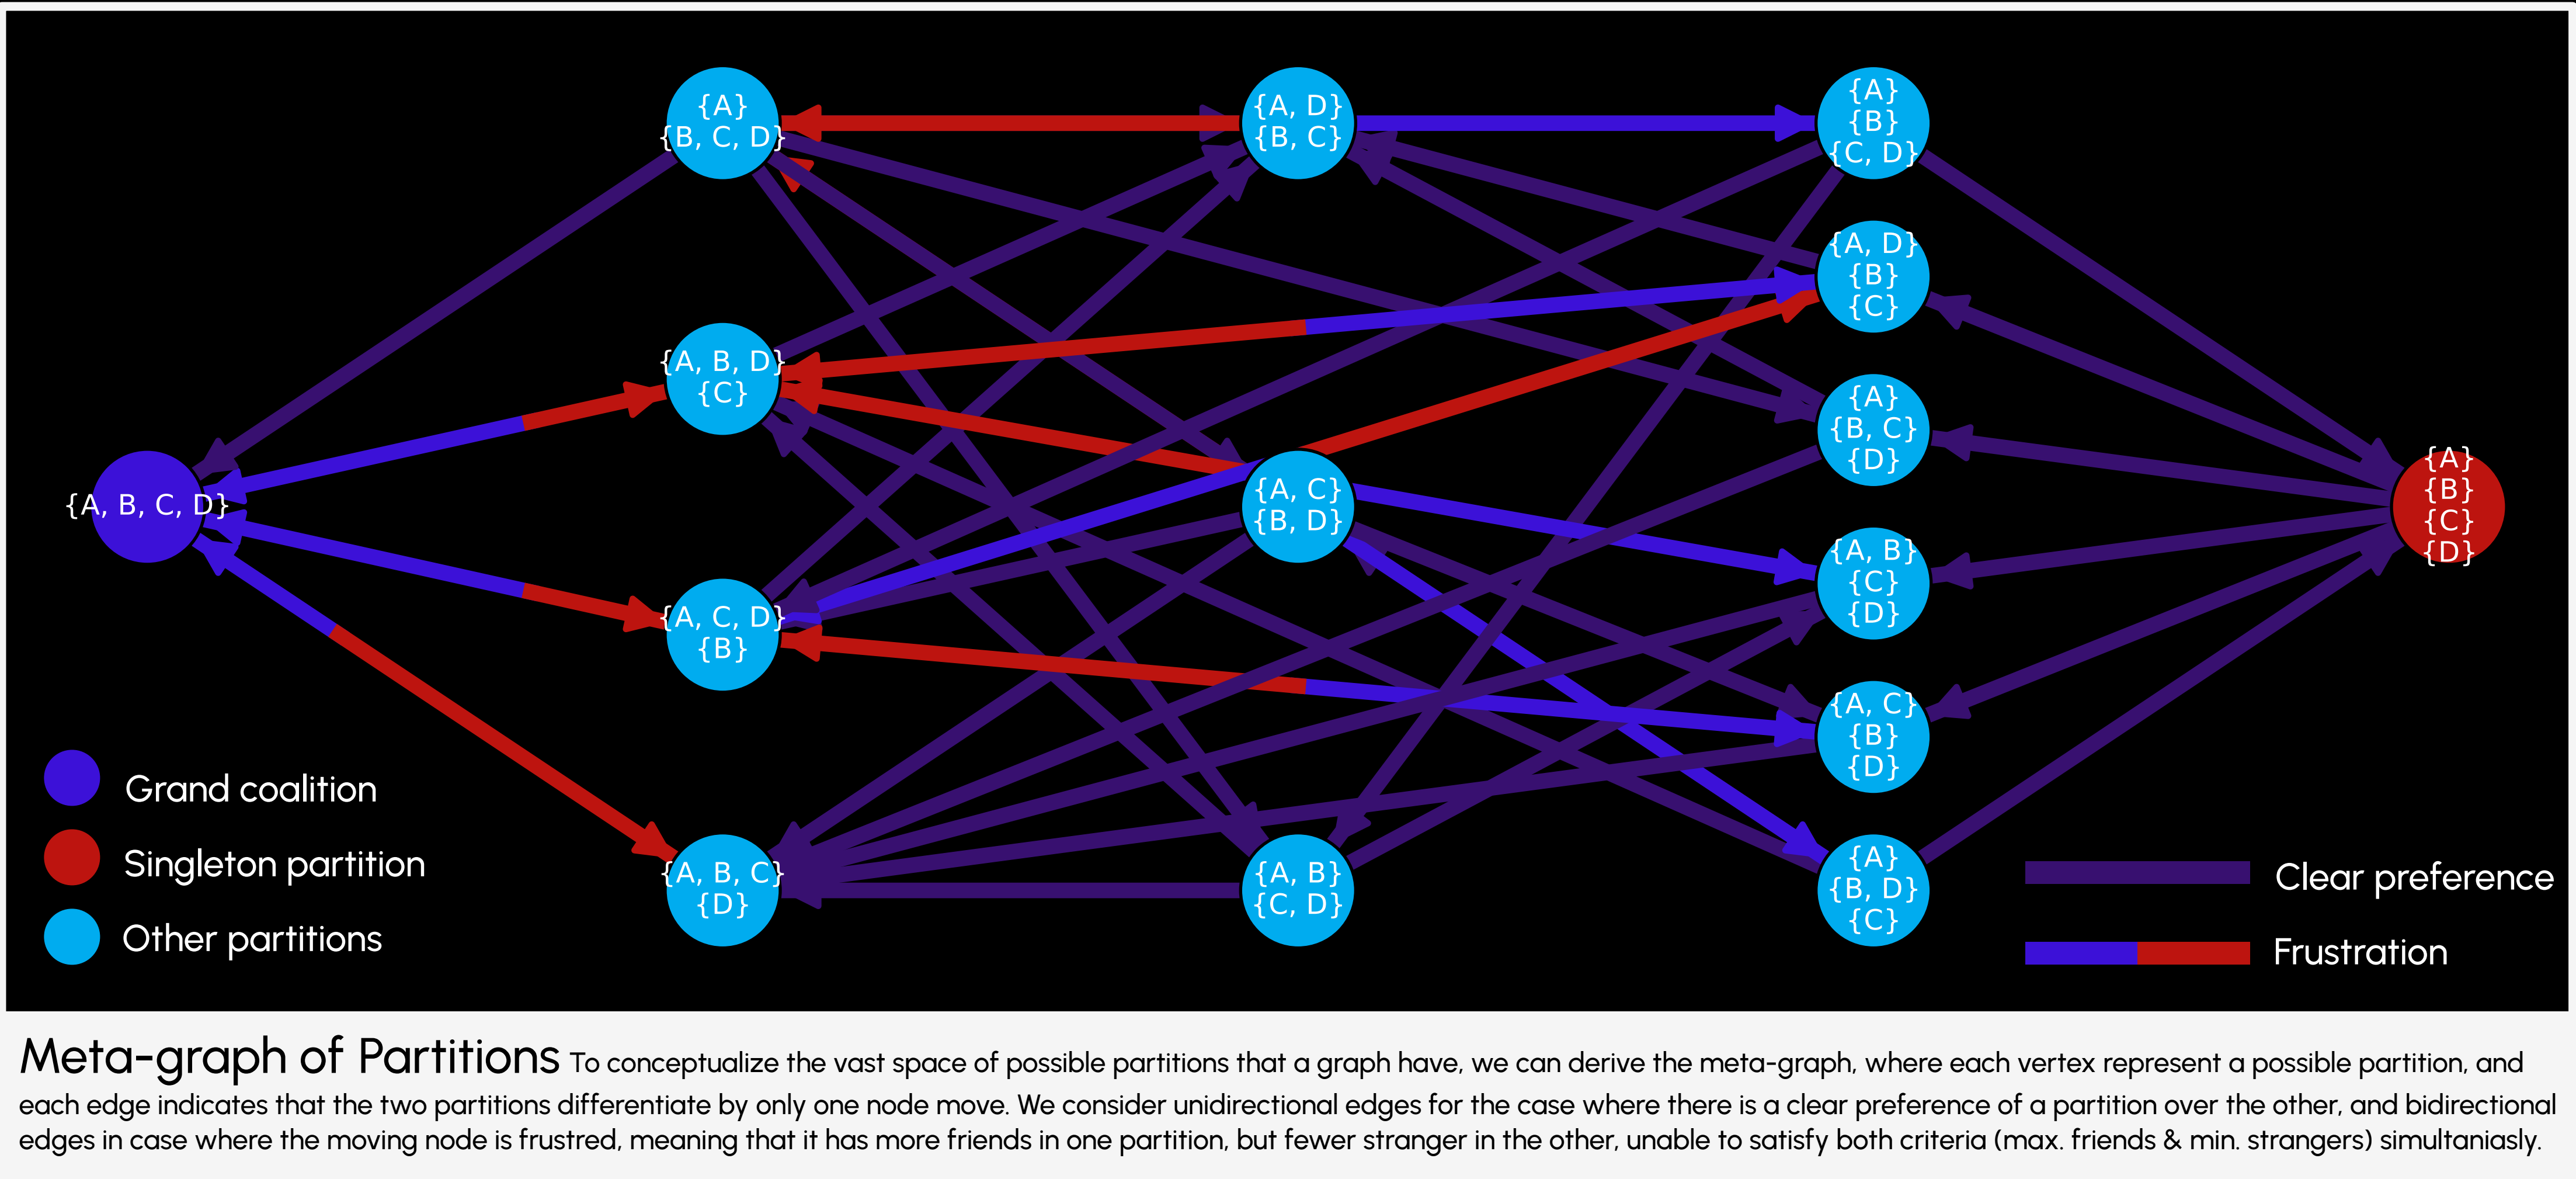 {A}
{B, C, D}
{A, D}
{B, C}
{A}
{B}
{C, D}
{A, D}
{B}
{C}
{A, B, D}
{C}
{A}
{B, C}
{D}
{A, B, C, D}
{A, C}
{B, D}
{A}
{B}
{C}
{D}
{A, B}
{C}
{D}
{A, C, D}
{B}
{A, C}
{B}
{D}
{A, B, C}
{D}
{A, B}
{C, D}
{A}
{B, D}
{C}
Grand coalition
Singleton partition
Other partitions
Clear preference
Frustration
Meta-graph of Partitions To conceptualize the vast space of possible partitions that a graph have, we can derive the meta-graph, where each vertex represent a possible partition, and
each edge indicates that the two partitions differentiate by only one node move. We consider unidirectional edges for the case where there is a clear preference of a partition over the other, and bidirectional
edges in case where the moving node is frustred, meaning that it has more friends in one partition, but fewer stranger in the other, unable to satisfy both criteria (max. friends & min. strangers) simultaniasly.